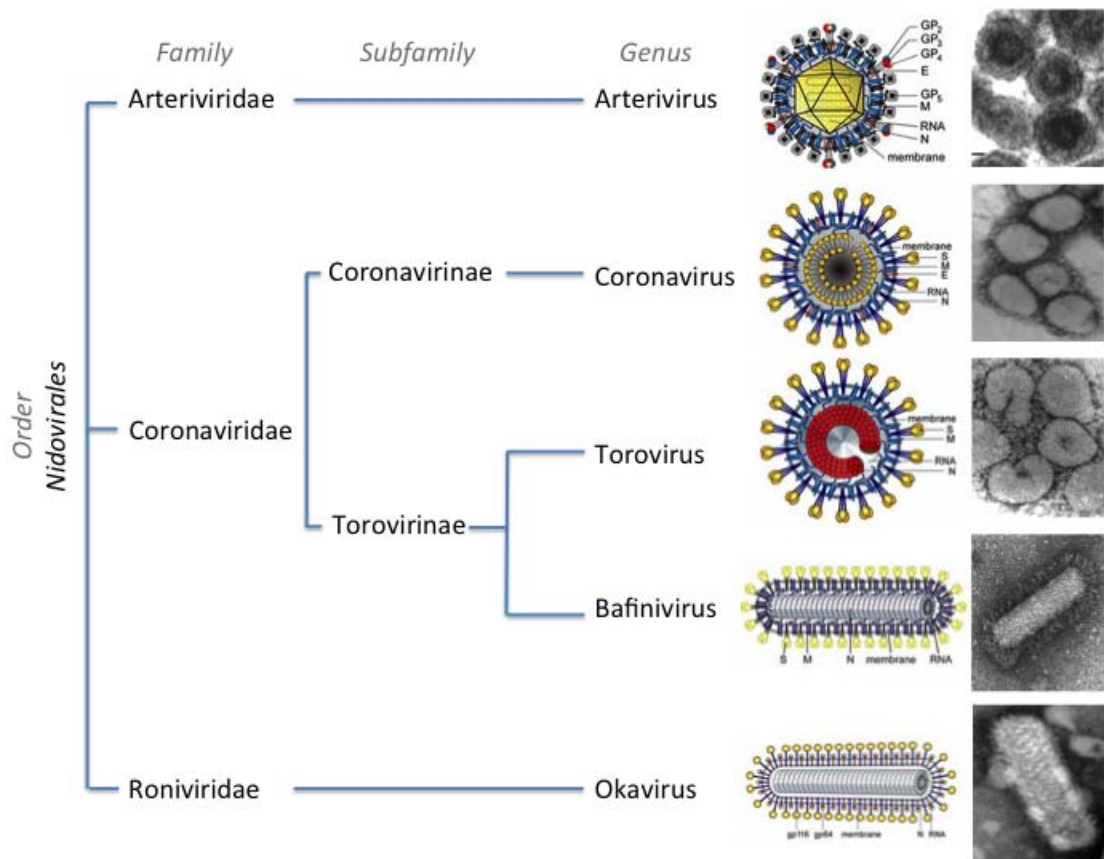 Family
Subfamily
Genus
Order
Nidovirales
Arteriviridae
Arterivirus
GP2
GP3
GP4
E
GP5
M
RNA
N
membrane
Coronaviridae
Coronavirinae
Coronavirus
membrane
S
M
E
RNA
N
Torovirinae
Torovirus
membrane
S
M
RNA
N
Bafinivirus
S M N membrane RNA
Roniviridae
Okavirus
gp116 gp64 membrane N RNA